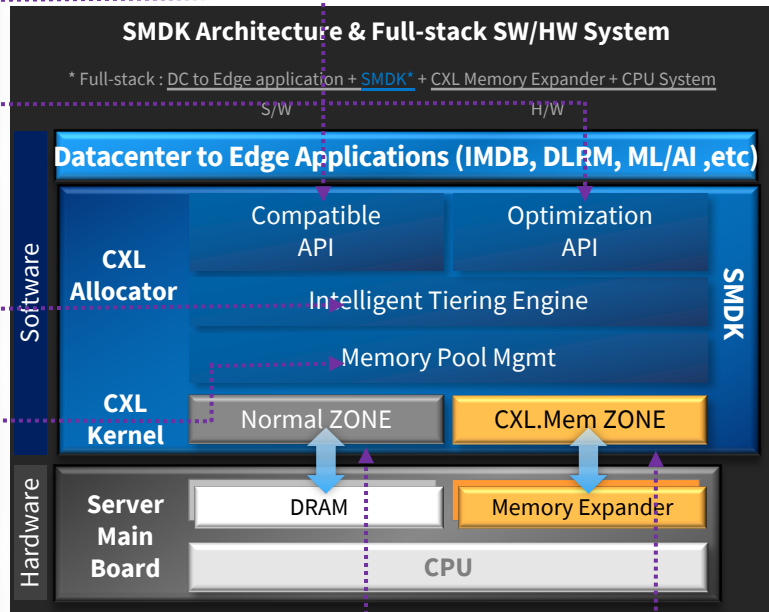 SMDK Architecture & Full-stack SW/HW System
* Full-stack : DC to Edge application + SMDK* + CXL Memory Expander + CPU System
S/W
H/W
Datacenter to Edge Applications (IMDB, DLRM, ML/AI ,etc)
Software
CXL
Allocator
Compatible
API
Optimization
API
Intelligent Tiering Engine
Memory Pool Mgmt
SMDK
CXL
Kernel
Normal ZONE
CXL.Mem ZONE
Hardware
Server
Main
Board
DRAM
Memory Expander
CPU